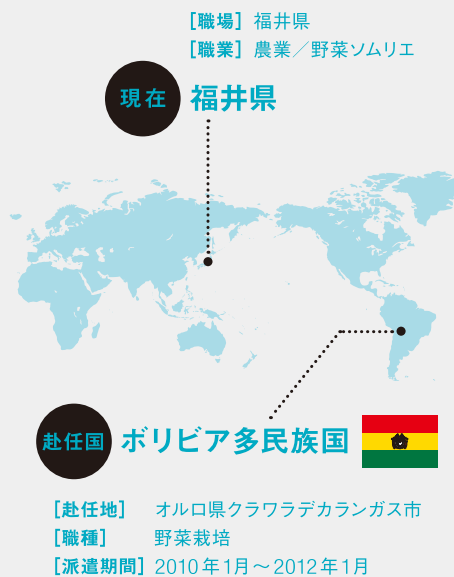 ［職場］ 福井県
［職業］ 農業／野菜ソムリエ
現在 福井県
赴任国 ボリビア多民族国
［赴任地］ オルロ県クラワラデカランガス市
［職種］ 野菜栽培
［派遣期間］ 2010年1月～2012年1月